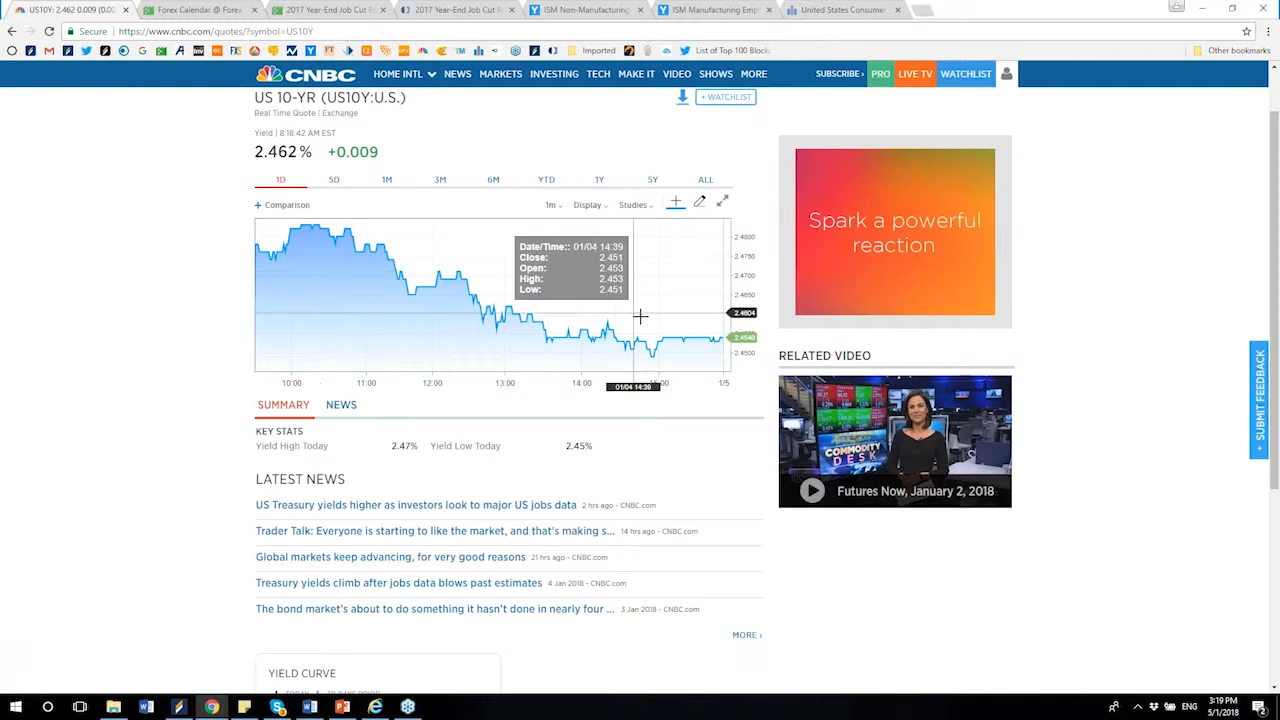 US10Y: 2.462 0.009 (0.00
Forex Calendar @ Forex
2017 Year-End Job Cut R
2017 Year-End Job Cut R
ISM Non-Manufacturing
ISM Manufacturing Empl
United States Consumer
Secure
https://www.cnbc.com/quotes/?symbol=US10Y
Imported
List of Top 100 Block
Other bookmarks
CNBC
HOME INTL
NEWS
MARKETS
INVESTING
TECH
MAKE IT
VIDEO
SHOWS
MORE
SUBSCRIBE ›
PRO
LIVE TV
WATCHLIST
US 10-YR (US10Y:U.S.)
+ WATCHLIST
Real Time Quote | Exchange
Yield | 8:18:42 AM EST
2.462 % +0.009
1D 5D 1M 3M 6M YTD 1Y 5Y ALL
+ Comparison
1m
Display
Studies
Date/Time:: 01/04 14:39
Close: 2.451
Open: 2.453
High: 2.453
Low: 2.451
2.4800
2.4750
2.4700
2.4650
2.4604
2.4540
2.4500
10:00 11:00 12:00 13:00 14:00 15:00 1/5
01/04 14:39
SUMMARY NEWS
KEY STATS
Yield High Today 2.47% Yield Low Today 2.45%
LATEST NEWS
US Treasury yields higher as investors look to major US jobs data 2 hrs ago - CNBC.com
Trader Talk: Everyone is starting to like the market, and that's making s... 14 hrs ago - CNBC.com
Global markets keep advancing, for very good reasons 21 hrs ago - CNBC.com
Treasury yields climb after jobs data blows past estimates 4 Jan 2018 - CNBC.com
The bond market's about to do something it hasn't done in nearly four ... 3 Jan 2018 - CNBC.com
MORE ›
YIELD CURVE
Spark a powerful
reaction
RELATED VIDEO
COMMODITY
DESK
Futures Now, January 2, 2018
+ SUBMIT FEEDBACK
ENG
3:19 PM
5/1/2018